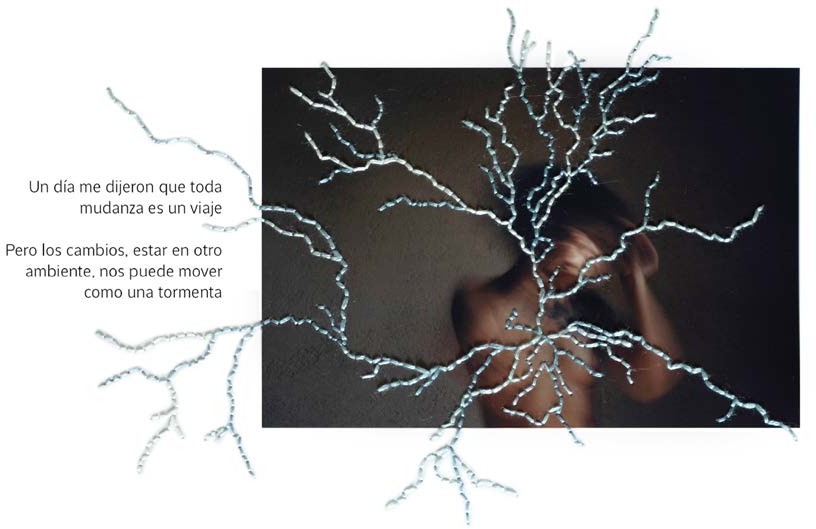 Un día me dijeron que toda
mudanza es un viaje
Pero los cambios, estar en otro
ambiente, nos puede mover
como una tormenta